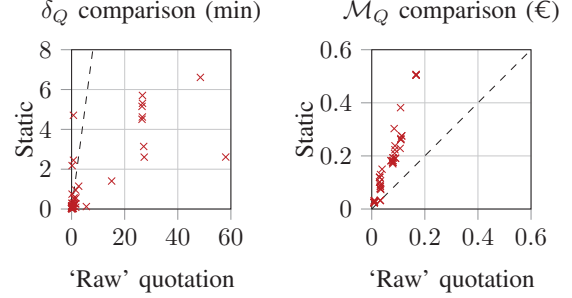 δ_Q comparison (min)
8
6
4
2
0
0 20 40 60
Static
'Raw' quotation
ℳ_Q comparison (€)
0.6
0.4
0.2
0
0 0.2 0.4 0.6
Static
'Raw' quotation